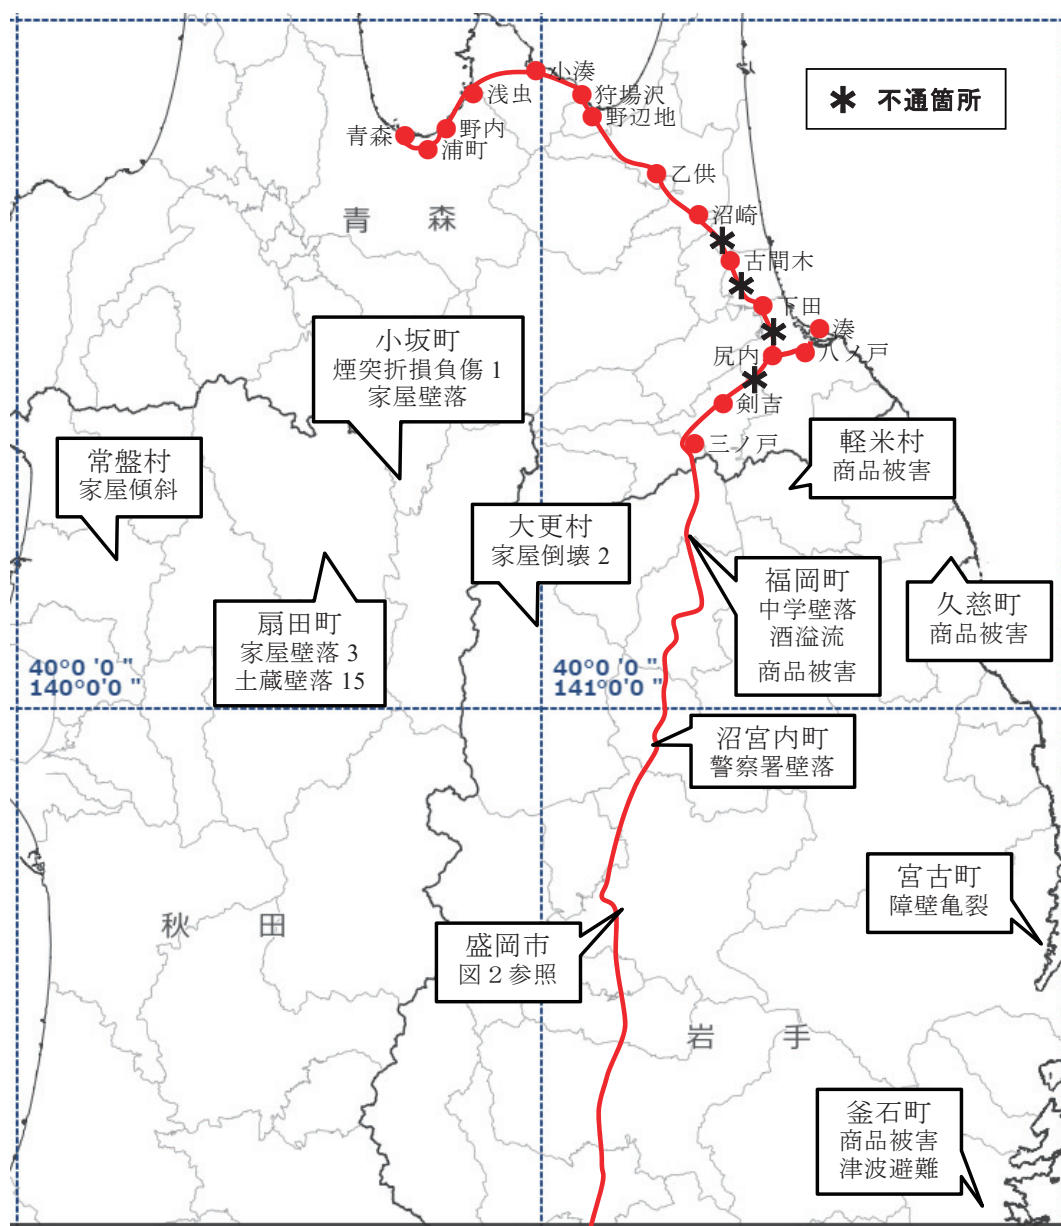 小湊
浅虫
狩場沢
野辺地
青森
野内
浦町
＊ 不通箇所
乙供
沼崎
青 森
古間木
下田
湊
尻内
八ノ戸
剣吉
三ノ戸
小坂町
煙突折損負傷 1
家屋壁落
常盤村
家屋傾斜
軽米村
商品被害
大更村
家屋倒壊 2
福岡町
中学壁落
酒溢流
商品被害
久慈町
商品被害
扇田町
家屋壁落 3
土蔵壁落 15
40°0 '0 "
140°0'0 "
40°0 '0 "
141°0'0 "
沼宮内町
警察署壁落
宮古町
障壁亀裂
秋 田
盛岡市
図 2 参照
岩 手
釜石町
商品被害
津波避難